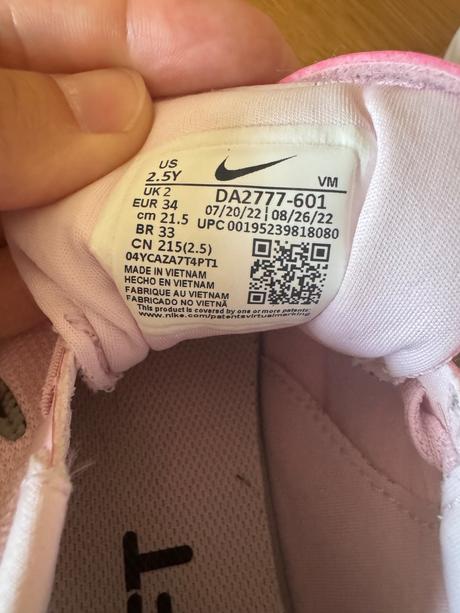 US
2.5Y
VM
UK 2
DA2777-601
EUR 34
07/20/22 | 08/26/22
cm 21.5
UPC 00195239818080
BR 33
CN 215(2.5)
04YCAZA7T4PT1
MADE IN VIETNAM
HECHO EN VIETNAM
FABRIQUE AU VIETNAM
FABRICADO NO VIETNÃ
This product is covered by one or more patents:
www.nike.com/patentsvirtualmarking